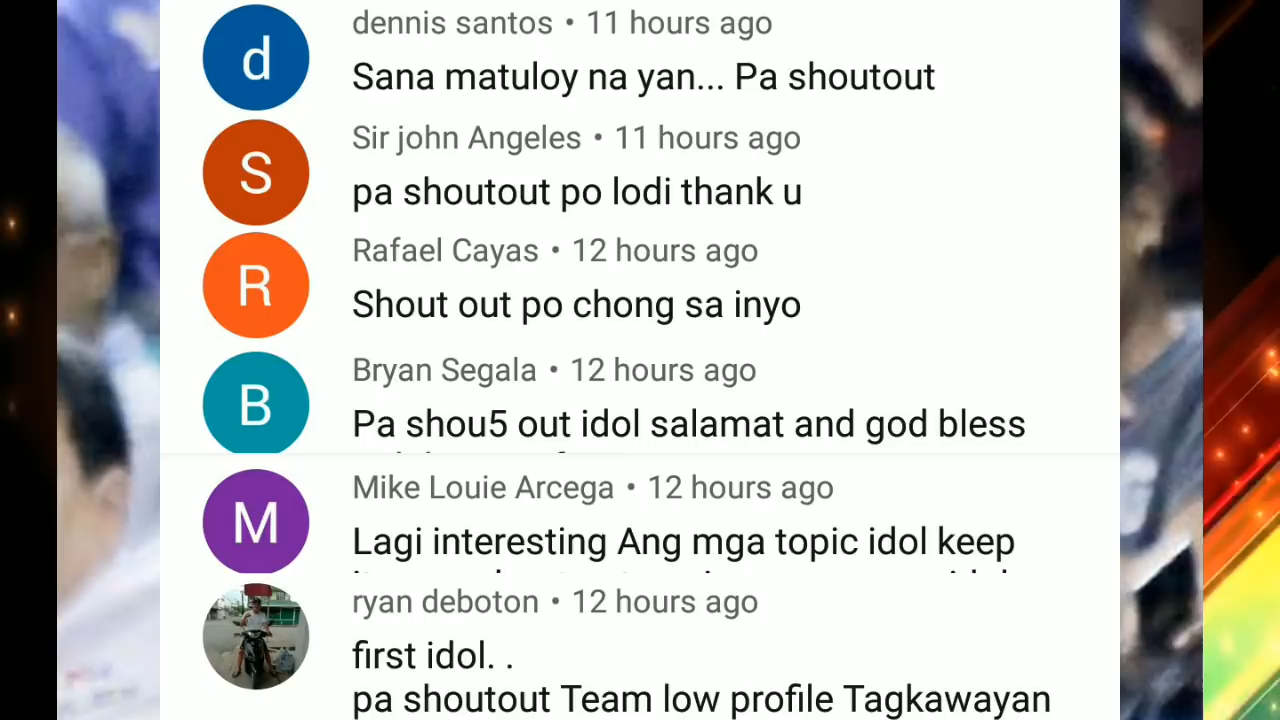 d
dennis santos • 11 hours ago
Sana matuloy na yan... Pa shoutout
S
Sir john Angeles • 11 hours ago
pa shoutout po lodi thank u
R
Rafael Cayas • 12 hours ago
Shout out po chong sa inyo
B
Bryan Segala • 12 hours ago
Pa shou5 out idol salamat and god bless
M
Mike Louie Arcega • 12 hours ago
Lagi interesting Ang mga topic idol keep
ryan deboton • 12 hours ago
first idol. .
pa shoutout Team low profile Tagkawayan